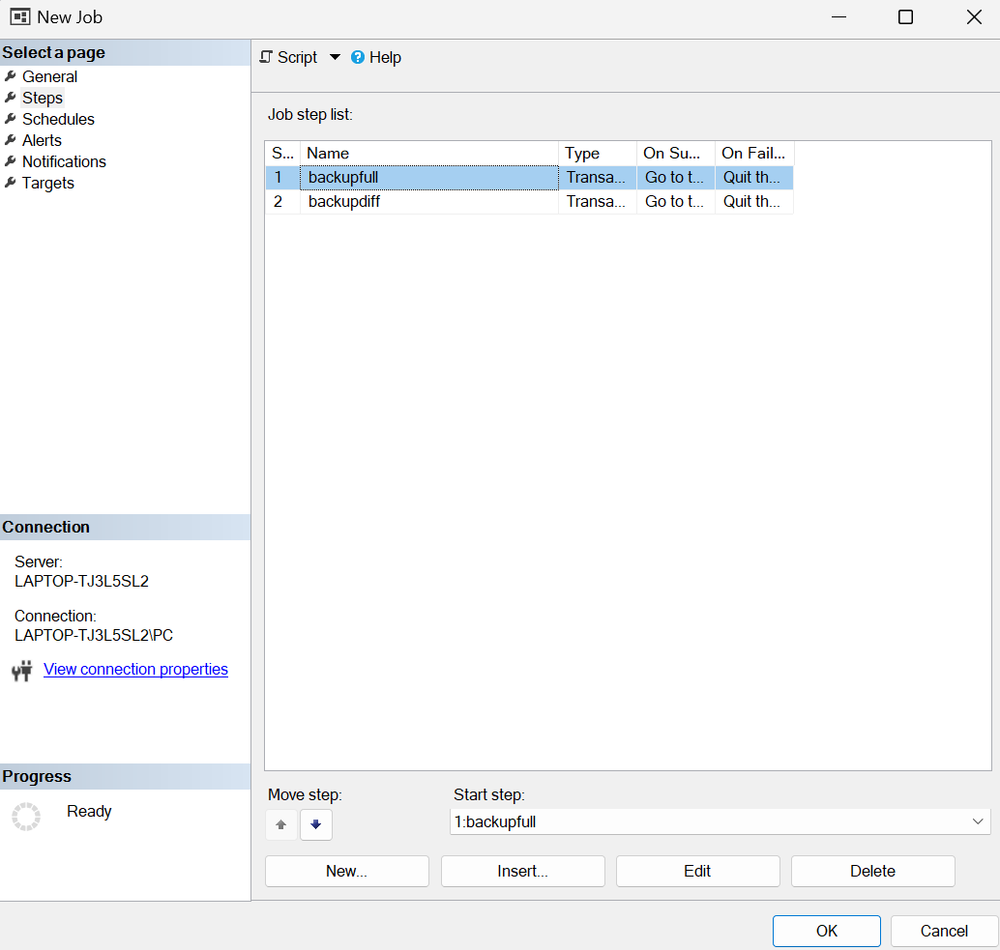 New Job
Select a page
General
Steps
Schedules
Alerts
Notifications
Targets
Script
Help
Job step list:
S... Name Type On Su... On Fail...
1 backupfull Transa... Go to t... Quit th...
2 backupdiff Transa... Go to t... Quit th...
Connection
Server:
LAPTOP-TJ3L5SL2
Connection:
LAPTOP-TJ3L5SL2\PC
View connection properties
Progress
Ready
Move step:
Start step:
1:backupfull
New...
Insert...
Edit
Delete
OK
Cancel